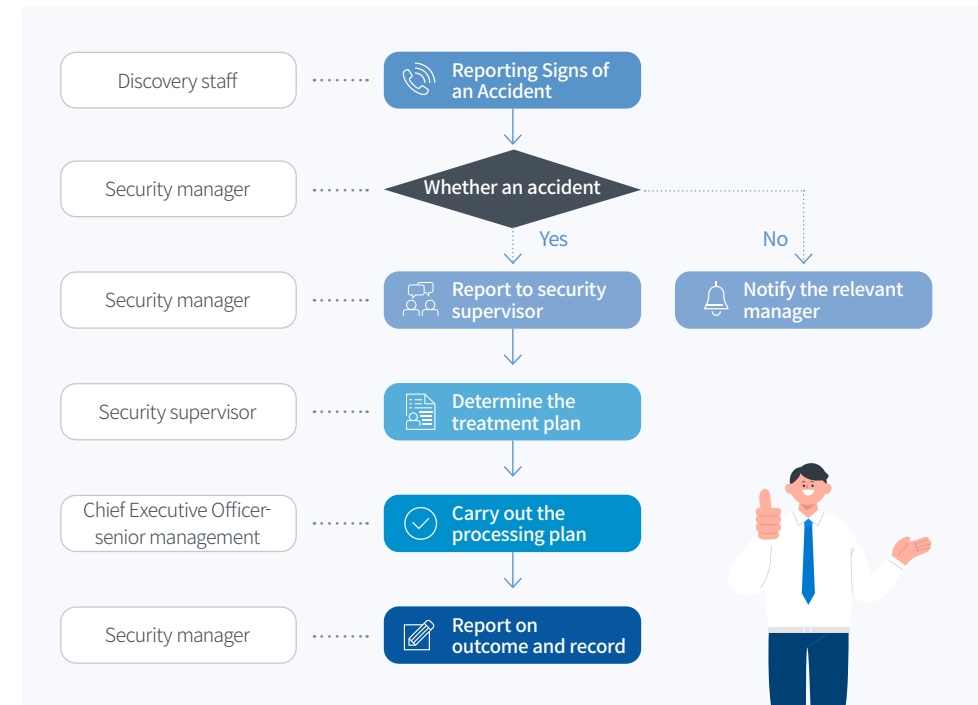 Discovery staff
Reporting Signs of
an Accident
Security manager
Whether an accident
Yes
No
Security manager
Report to security
supervisor
Notify the relevant
manager
Security supervisor
Determine the
treatment plan
Chief Executive Officer-
senior management
Carry out the
processing plan
Security manager
Report on
outcome and record